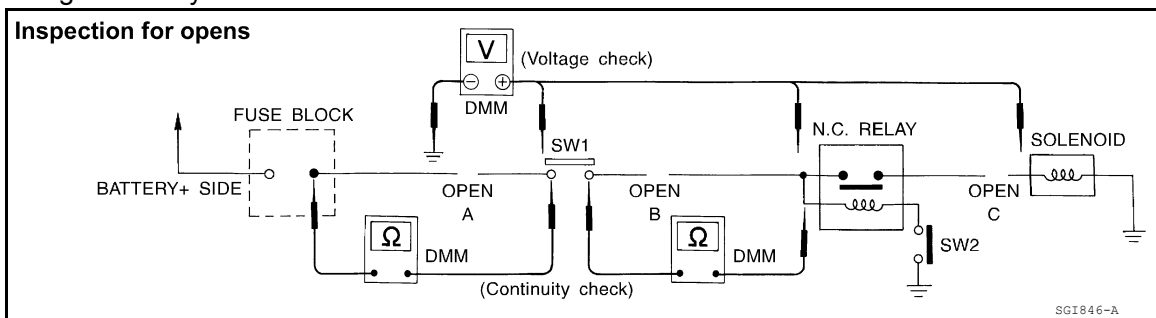 Inspection for opens
V
(Voltage check)
DMM
FUSE BLOCK
SW1
N.C. RELAY
SOLENOID
BATTERY+ SIDE
OPEN
A
OPEN
B
OPEN
C
Ω
DMM
Ω
DMM
SW2
(Continuity check)
SGI846-A